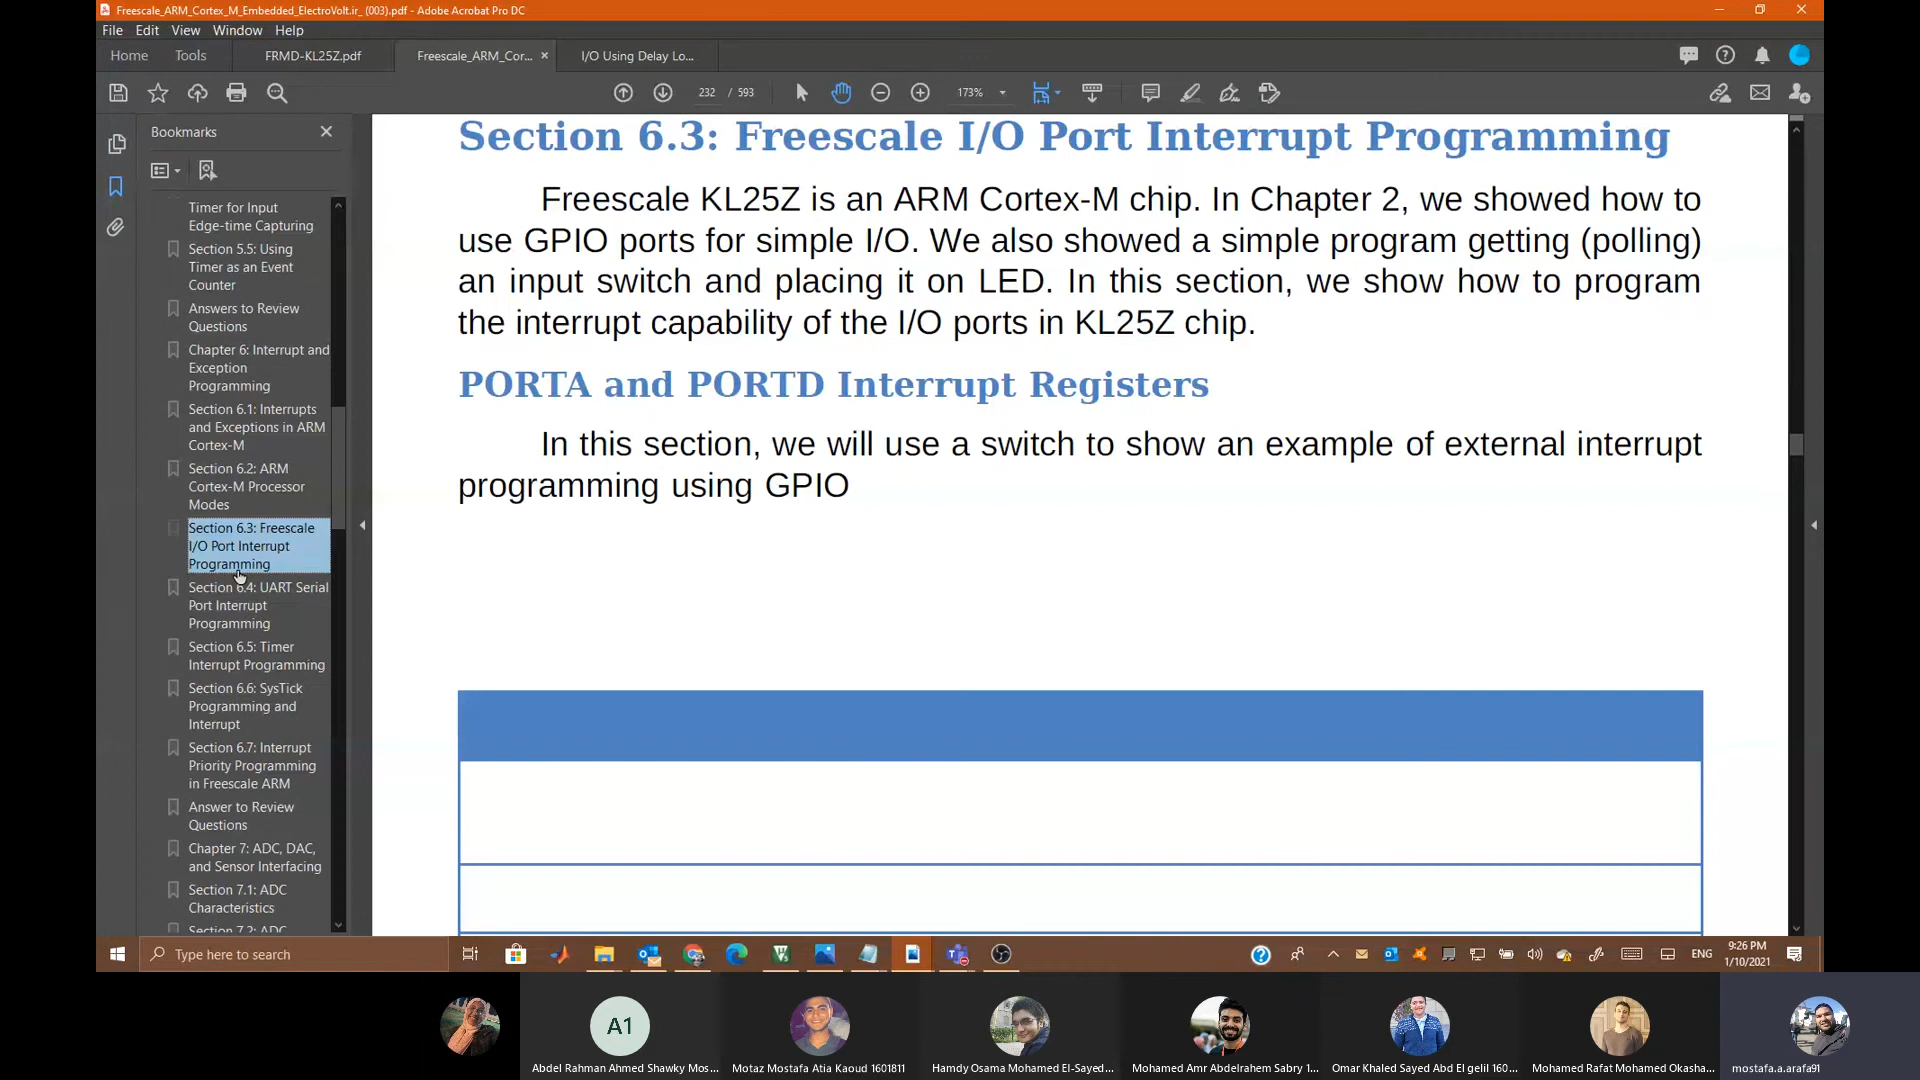 Freescale_ARM_Cortex_M_Embedded_ElectroVolt.ir_ (003).pdf - Adobe Acrobat Pro DC
File Edit View Window Help
Home Tools FRMD-KL25Z.pdf Freescale_ARM_Cor... × I/O Using Delay Lo...
232 / 593 173%
Bookmarks
Timer for Input
Edge-time Capturing
Section 5.5: Using
Timer as an Event
Counter
Answers to Review
Questions
Chapter 6: Interrupt and
Exception
Programming
Section 6.1: Interrupts
and Exceptions in ARM
Cortex-M
Section 6.2: ARM
Cortex-M Processor
Modes
Section 6.3: Freescale
I/O Port Interrupt
Programming
Section 6.4: UART Serial
Port Interrupt
Programming
Section 6.5: Timer
Interrupt Programming
Section 6.6: SysTick
Programming and
Interrupt
Section 6.7: Interrupt
Priority Programming
in Freescale ARM
Answer to Review
Questions
Chapter 7: ADC, DAC,
and Sensor Interfacing
Section 7.1: ADC
Characteristics
Section 7.2: ADC
Section 6.3: Freescale I/O Port Interrupt Programming
Freescale KL25Z is an ARM Cortex-M chip. In Chapter 2, we showed how to
use GPIO ports for simple I/O. We also showed a simple program getting (polling)
an input switch and placing it on LED. In this section, we show how to program
the interrupt capability of the I/O ports in KL25Z chip.
PORTA and PORTD Interrupt Registers
In this section, we will use a switch to show an example of external interrupt
programming using GPIO
Type here to search
ENG
9:26 PM
1/10/2021
A1
Abdel Rahman Ahmed Shawky Mos...
Motaz Mostafa Atia Kaoud 1601811
Hamdy Osama Mohamed El-Sayed...
Mohamed Amr Abdelrahem Sabry 1...
Omar Khaled Sayed Abd El gelil 160...
Mohamed Rafat Mohamed Okasha...
mostafa.a.arafa91